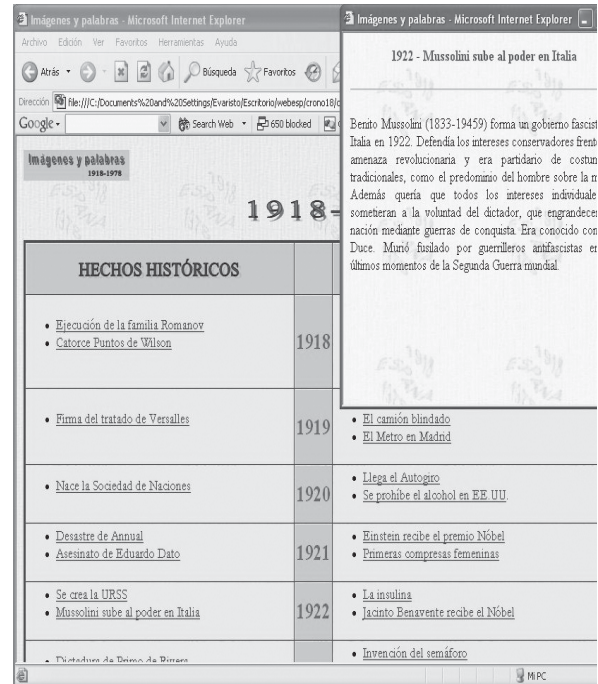 Imágenes y palabras - Microsoft Internet Explorer
Archivo Edición Ver Favoritos Herramientas Ayuda
Atrás Búsqueda Favoritos
Dirección file:///C:/Documents%20and%20Settings/Evaristo/Escritorio/webesp/crono18/
Google Search Web 650 blocked
Imágenes y palabras
1918-1978
1918-
HECHOS HISTÓRICOS
Ejecución de la familia Romanov
Catorce Puntos de Wilson
1918
Firma del tratado de Versalles
1919
El camión blindado
El Metro en Madrid
Nace la Sociedad de Naciones
1920
Llega el Autogiro
Se prohíbe el alcohol en EE.UU.
Desastre de Annual
Asesinato de Eduardo Dato
1921
Einstein recibe el premio Nóbel
Primeras compresas femeninas
Se crea la URSS
Mussolini sube al poder en Italia
1922
La insulina
Jacinto Benavente recibe el Nóbel
Dictadura de Primo de Rivera
Invención del semáforo
Mi PC
Imágenes y palabras - Microsoft Internet Explorer
1922 - Mussolini sube al poder en Italia
Benito Mussolini (1833-19459) forma un gobierno fascist
Italia en 1922. Defendía los intereses conservadores frent
amenaza revolucionaria y era partidario de costun
tradicionales, como el predominio del hombre sobre la m
Además quería que todos los intereses individuale
sometieran a la voluntad del dictador, que engrandecer
nación mediante guerras de conquista. Era conocido con
Duce. Murió fusilado por guerrilleros antifascistas en
últimos momentos de la Segunda Guerra mundial.